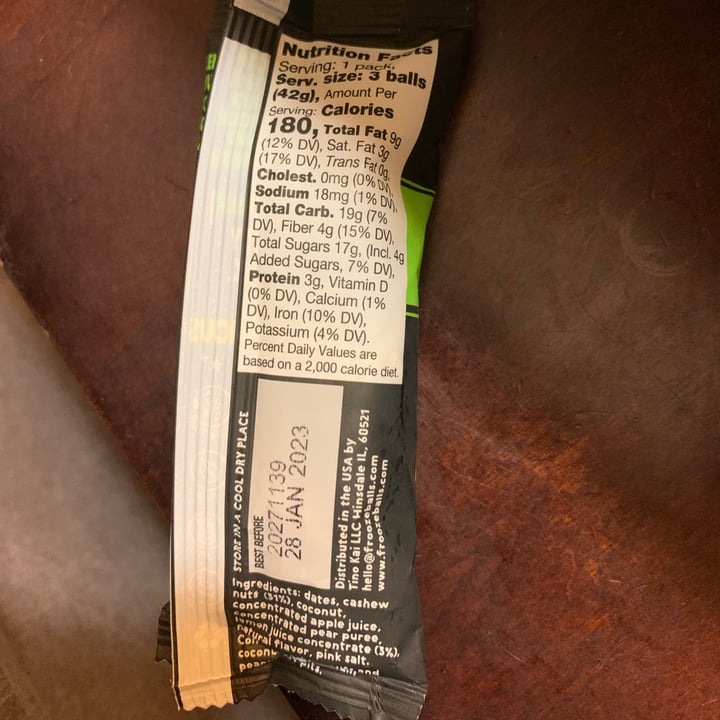 Nutrition Facts
Serving: 1 pack,
Serv. size: 3 balls
(42g), Amount Per
Serving: Calories
180, Total Fat 9g
(12% DV), Sat. Fat 3g
(17% DV), Trans Fat 0g,
Cholest. 0mg (0% DV),
Sodium 18mg (1% DV),
Total Carb. 19g (7%
DV), Fiber 4g (15% DV),
Total Sugars 17g, (Incl. 4g
Added Sugars, 7% DV),
Protein 3g, Vitamin D
(0% DV), Calcium (1%
DV), Iron (10% DV),
Potassium (4% DV).
Percent Daily Values are
based on a 2,000 calorie diet.
STORE IN A COOL DRY PLACE
BEST BEFORE
20271139
28 JAN 2023
Distributed in the USA by
Tino Kai LLC Hinsdale IL, 60521
hello@froozeballs.com
www.froozeballs.com
Ingredients: dates, cashew
nuts (31%), coconut,
concentrated apple juice,
concentrated pear puree,
lemon juice concentrate (3%),
flavor, pink salt.